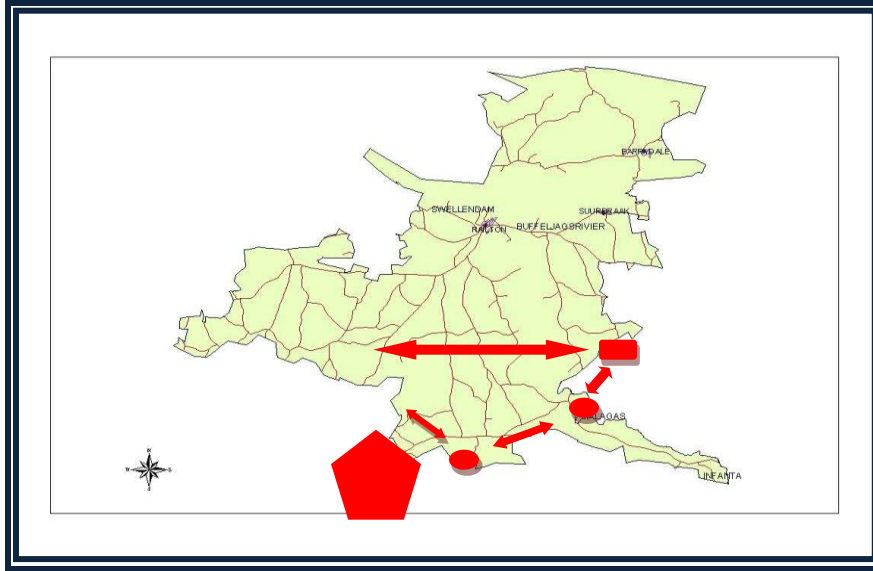 BARRYDALE
SWELLENDAM
SUURBRAAK
RAILTON
BUFFELJAGSRIVIER
INFANTA
N
W
S